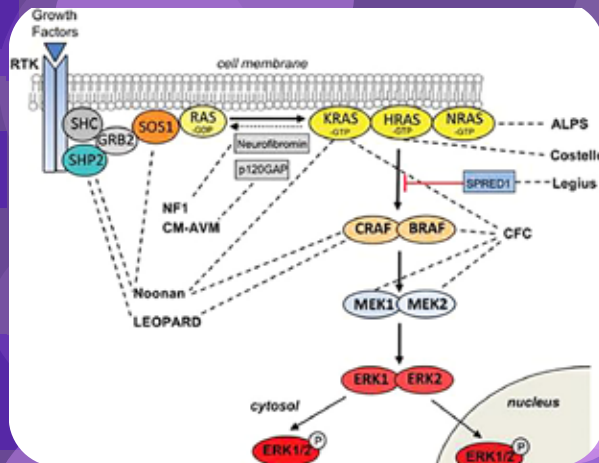 Growth
Factors
RTK
cell membrane
SHC
GRB2
SOS1
RAS
-GDP
KRAS
-GTP
HRAS
-GTP
NRAS
-GTP
ALPS
SHP2
Neurofibromin
p120GAP
Costello
SPRED1
Legius
NF1
CM-AVM
CRAF
BRAF
CFC
Noonan
LEOPARD
MEK1
MEK2
ERK1
ERK2
cytosol
nucleus
ERK1/2
P
ERK1/2
P